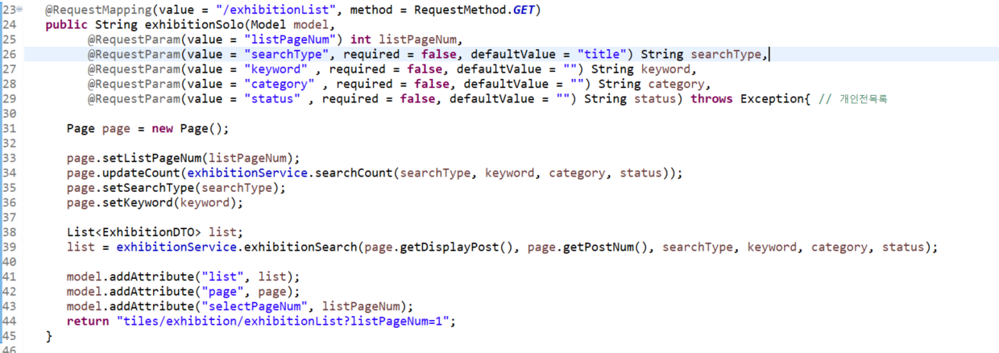 23 @RequestMapping(value = "/exhibitionList", method = RequestMethod.GET)
24 public String exhibitionSolo(Model model,
25 @RequestParam(value = "listPageNum") int listPageNum,
26 @RequestParam(value = "searchType", required = false, defaultValue = "title") String searchType,
27 @RequestParam(value = "keyword" , required = false, defaultValue = "") String keyword,
28 @RequestParam(value = "category" , required = false, defaultValue = "") String category,
29 @RequestParam(value = "status" , required = false, defaultValue = "") String status) throws Exception{ // 개인전목록
30
31 Page page = new Page();
32
33 page.setListPageNum(listPageNum);
34 page.updateCount(exhibitionService.searchCount(searchType, keyword, category, status));
35 page.setSearchType(searchType);
36 page.setKeyword(keyword);
37
38 List<ExhibitionDTO> list;
39 list = exhibitionService.exhibitionSearch(page.getDisplayPost(), page.getPostNum(), searchType, keyword, category, status);
40
41 model.addAttribute("list", list);
42 model.addAttribute("page", page);
43 model.addAttribute("selectPageNum", listPageNum);
44 return "tiles/exhibition/exhibitionList?listPageNum=1";
45 }
46